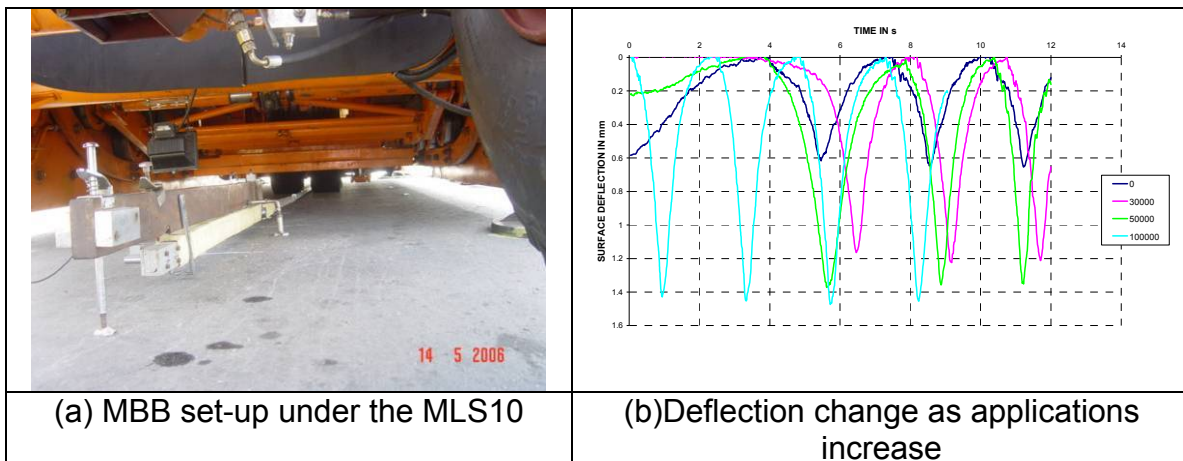 14 5 2006
TIME IN s
0 2 4 6 8 10 12 14
SURFACE DEFLECTION IN mm
0
0.2
0.4
0.6
0.8
1
1.2
1.4
1.6
0
30000
50000
100000
(a) MBB set-up under the MLS10
(b)Deflection change as applications
increase